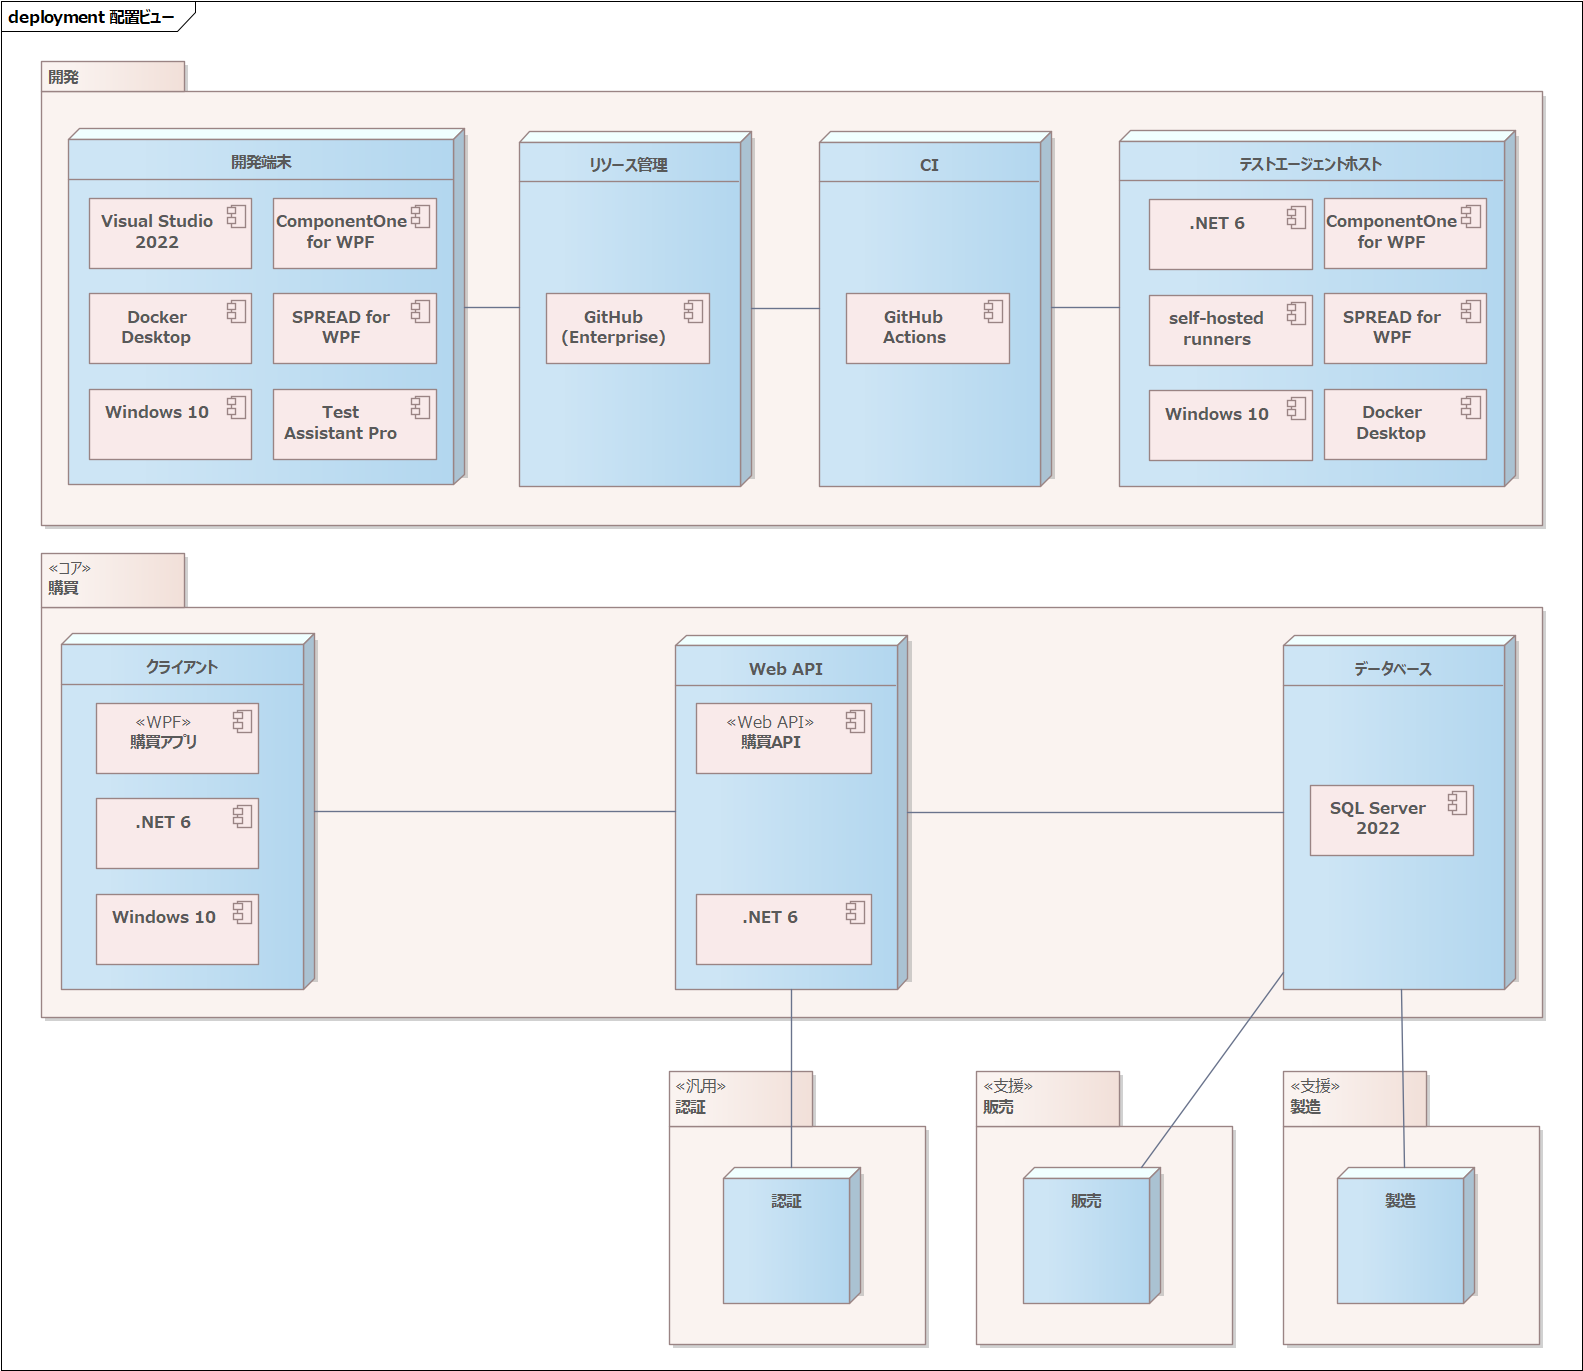 deployment 配置ビュー
開発
開発端末
Visual Studio
2022
ComponentOne
for WPF
Docker
Desktop
SPREAD for
WPF
Windows 10
Test
Assistant Pro
リソース管理
GitHub
(Enterprise)
CI
GitHub
Actions
テストエージェントホスト
.NET 6
ComponentOne
for WPF
self-hosted
runners
SPREAD for
WPF
Windows 10
Docker
Desktop
«コア»
購買
クライアント
«WPF»
購買アプリ
.NET 6
Windows 10
Web API
«Web API»
購買API
.NET 6
データベース
SQL Server
2022
«汎用»
認証
認証
«支援»
販売
販売
«支援»
製造
製造